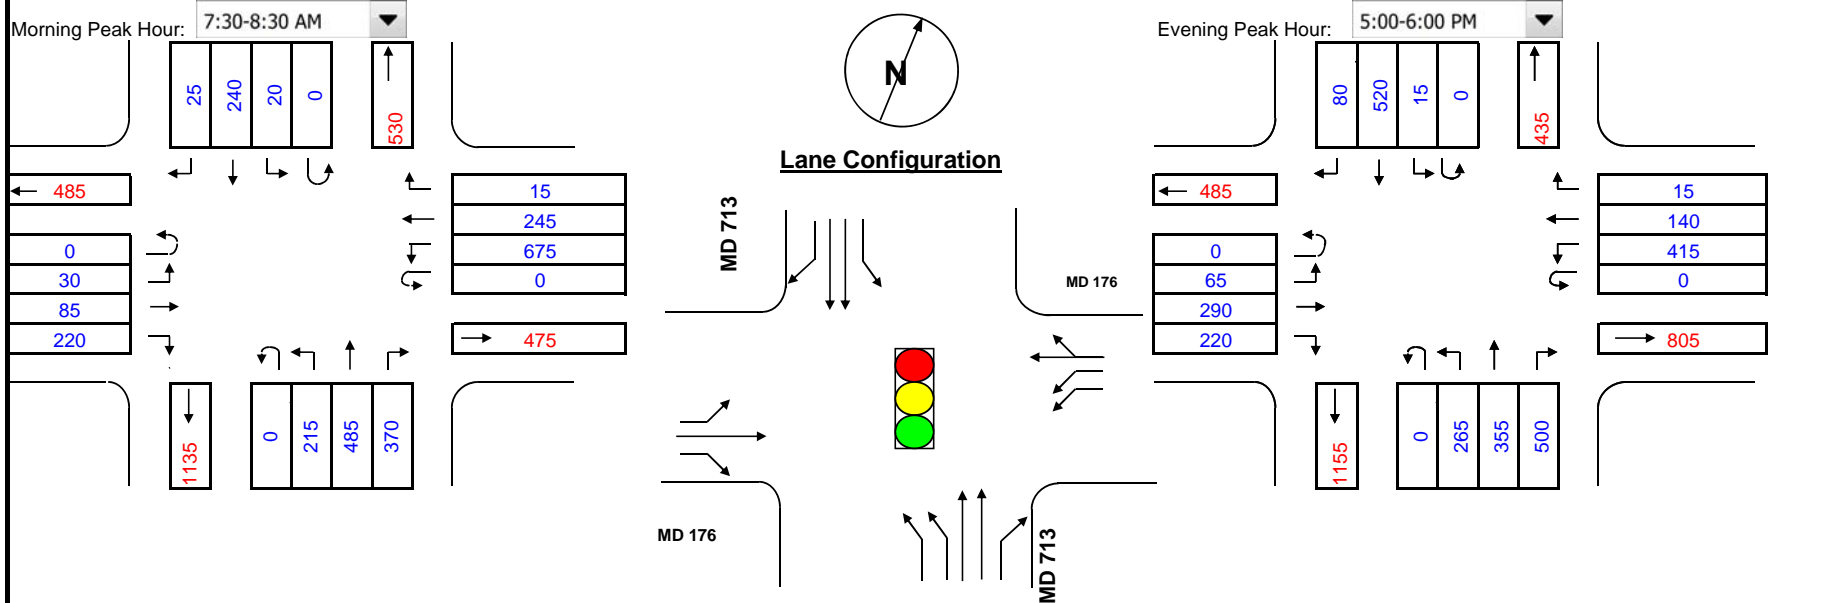 Morning Peak Hour: 7:30-8:30 AM
25 240 20 0 530
485
15
245
675
0
0
30
85
220
475
1135 0 215 485 370
N
Lane Configuration
MD 713
MD 176
MD 176
MD 713
Evening Peak Hour: 5:00-6:00 PM
80 520 15 0 435
485
15
140
415
0
0
65
290
220
805
1155 0 265 355 500